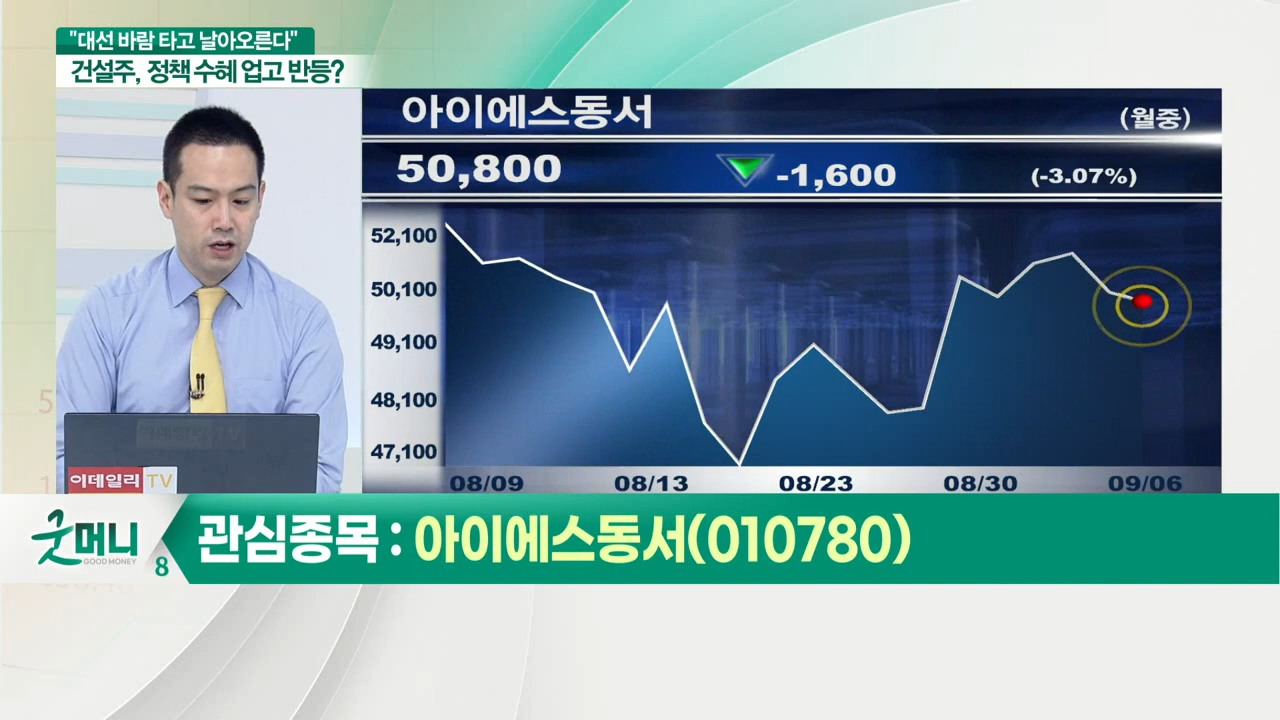 "대선 바람 타고 날아오른다"
건설주, 정책 수혜 업고 반등?
아이에스동서
(월중)
50,800
-1,600
(-3.07%)
52,100
50,100
49,100
48,100
47,100
08/09
08/13
08/23
08/30
09/06
이데일리 TV
굿머니
GOOD MONEY
8
관심종목 : 아이에스동서(010780)